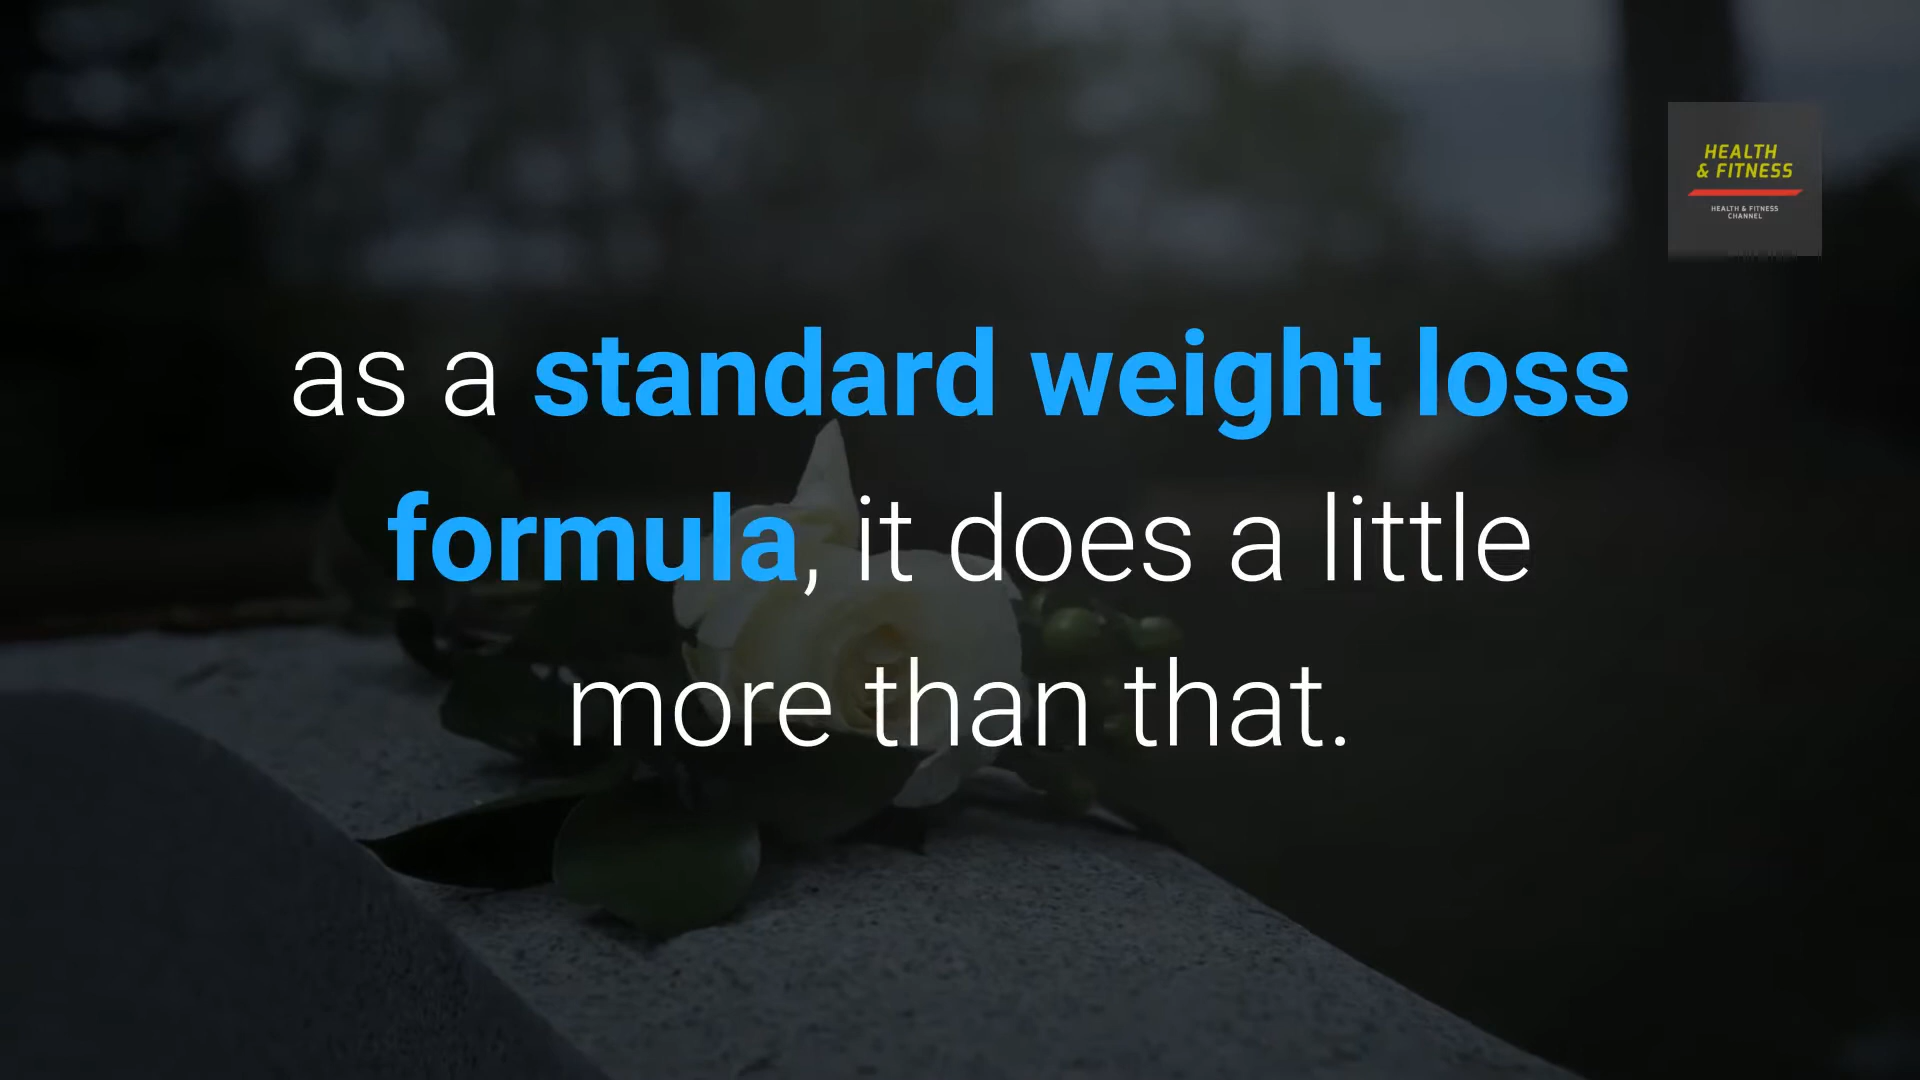 HEALTH
& FITNESS
HEALTH & FITNESS
CHANNEL
as a standard weight loss
formula, it does a little
more than that.